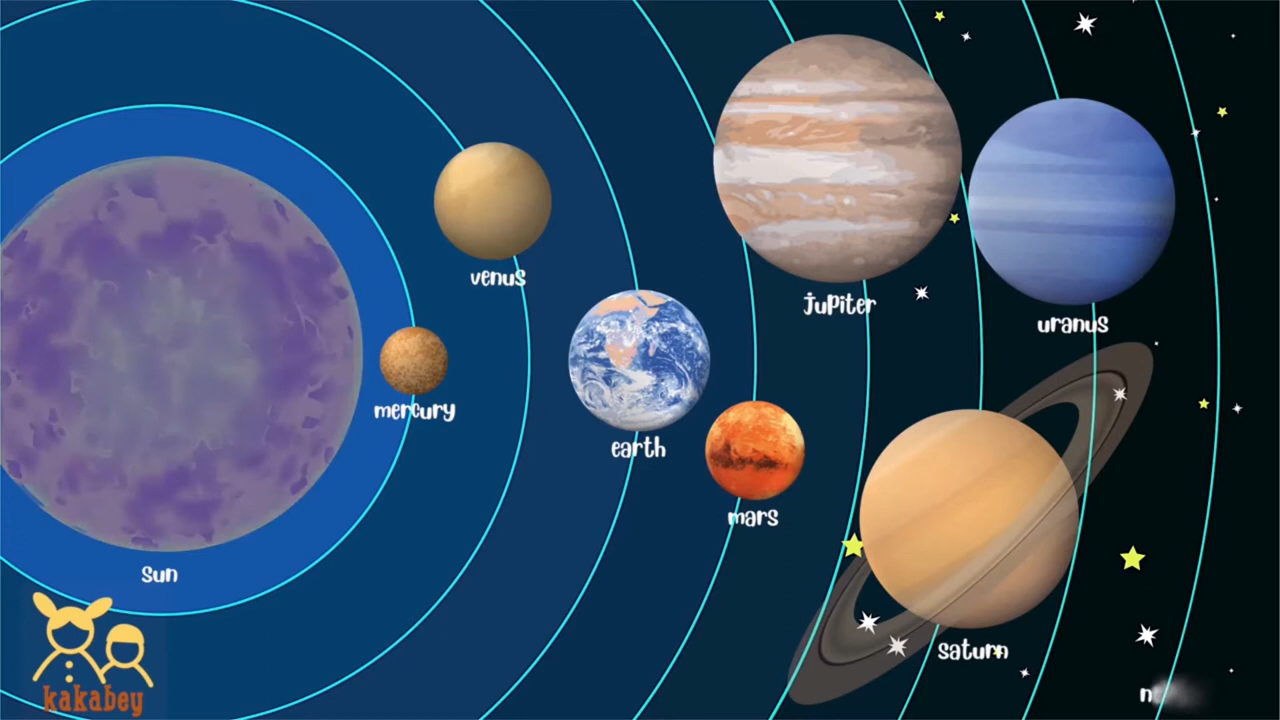 venus
jupiter
uranus
mercury
earth
mars
sun
saturn
kakabey